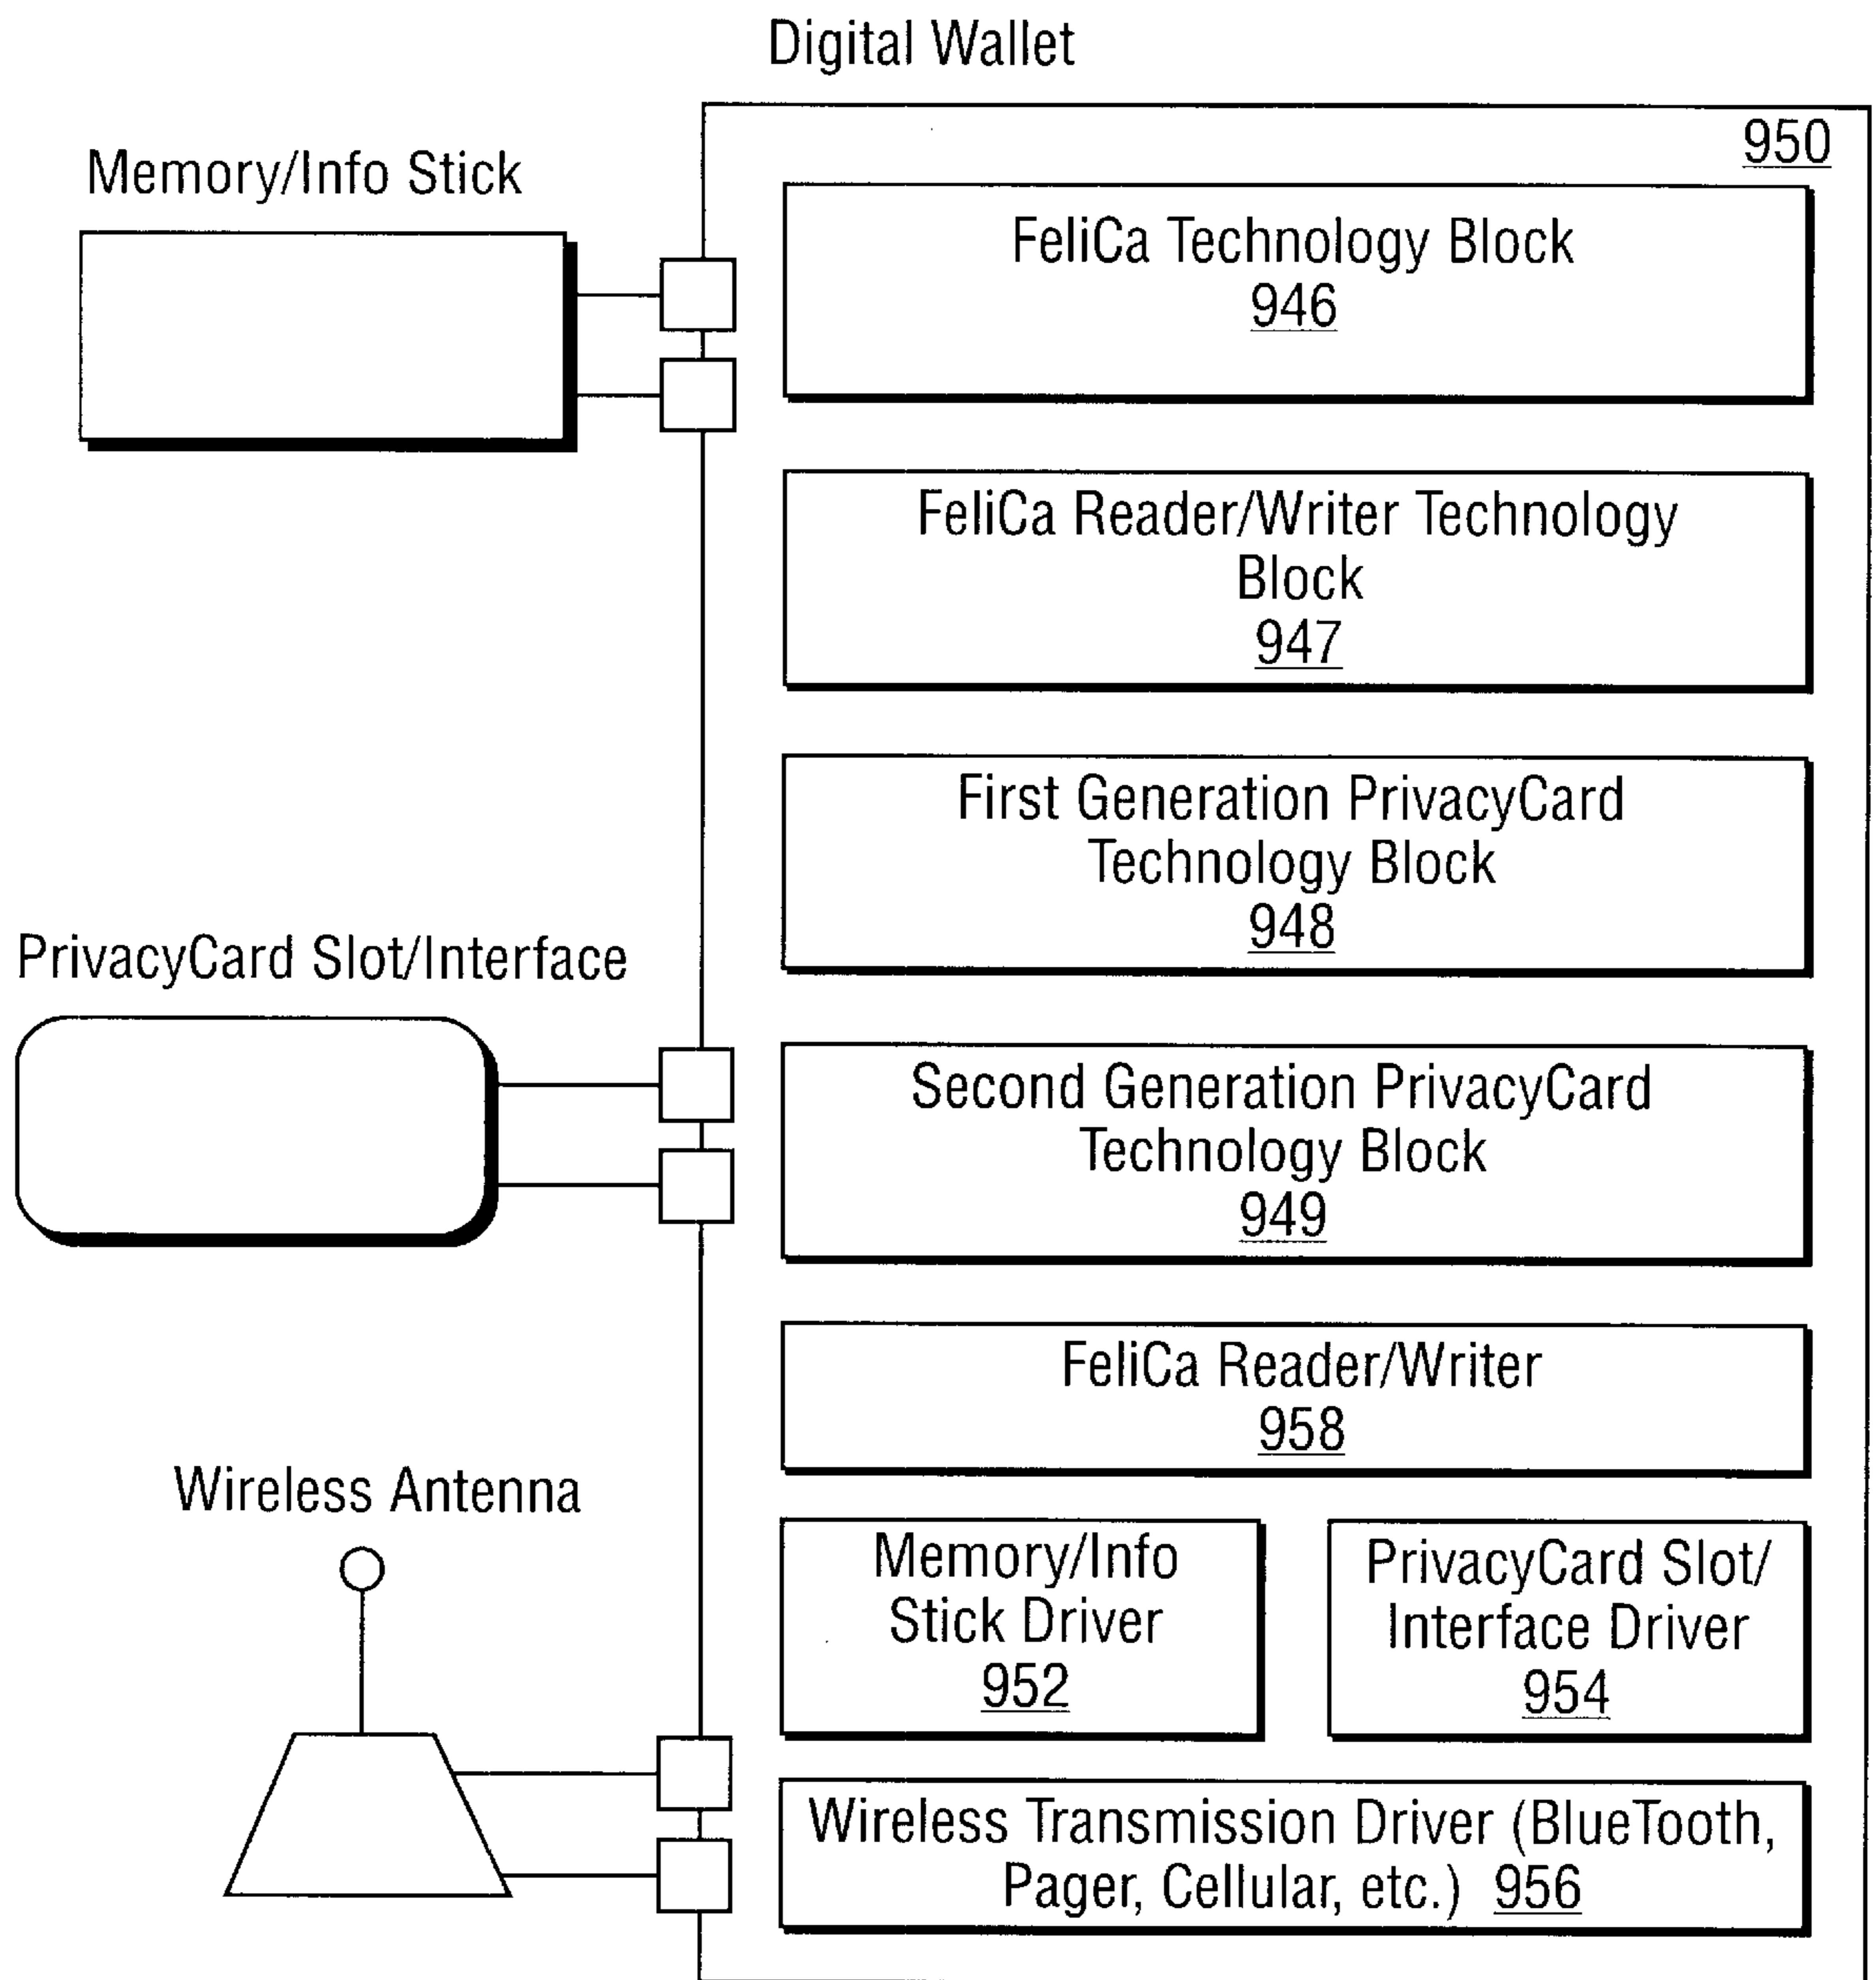 Digital Wallet
950
Memory/Info Stick
FeliCa Technology Block
946
FeliCa Reader/Writer Technology
Block
947
First Generation PrivacyCard
Technology Block
948
PrivacyCard Slot/Interface
Second Generation PrivacyCard
Technology Block
949
FeliCa Reader/Writer
958
Wireless Antenna
Memory/Info
Stick Driver
952
PrivacyCard Slot/
Interface Driver
954
Wireless Transmission Driver (BlueTooth,
Pager, Cellular, etc.) 956